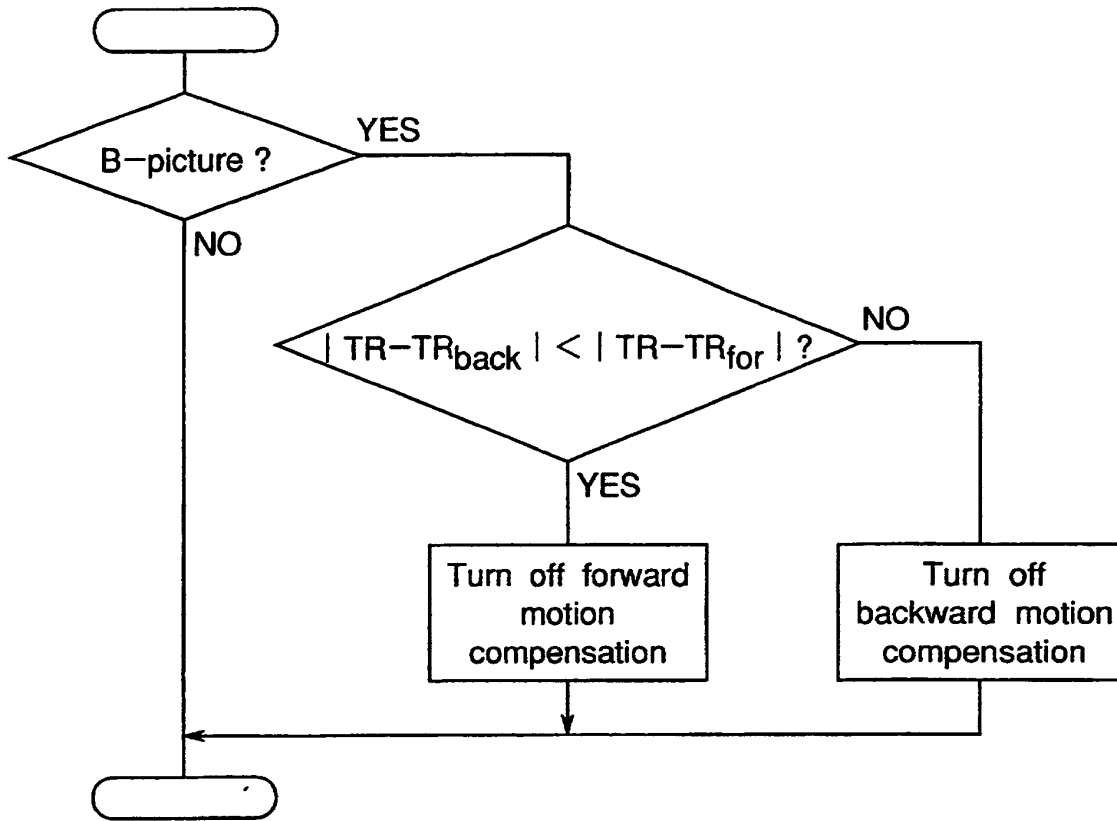 B-picture ?
YES
NO
| TR-TRback | < | TR-TRfor | ?
NO
YES
Turn off forward
motion
compensation
Turn off
backward motion
compensation